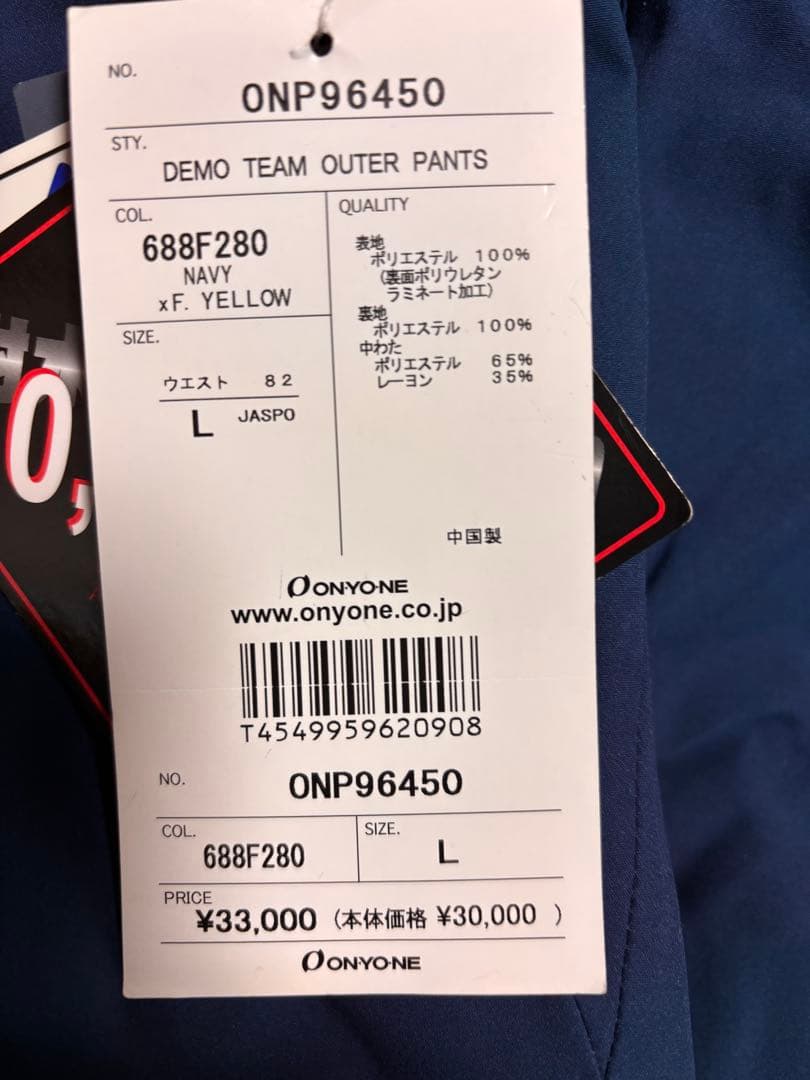 NO.
ONP96450
STY.
DEMO TEAM OUTER PANTS
COL.
688F280
NAVY
xF. YELLOW
SIZE.
ウエスト 82
L JASPO
QUALITY
表地
ポリエステル 100%
(裏面ポリウレタン
ラミネート加工)
裏地
ポリエステル 100%
中わた
ポリエステル 65%
レーヨン 35%
中国製
ONYONE
www.onyone.co.jp
T4549959620908
NO.
ONP96450
COL.
688F280
SIZE.
L
PRICE
¥33,000 (本体価格 ¥30,000 )
ONYONE
0,